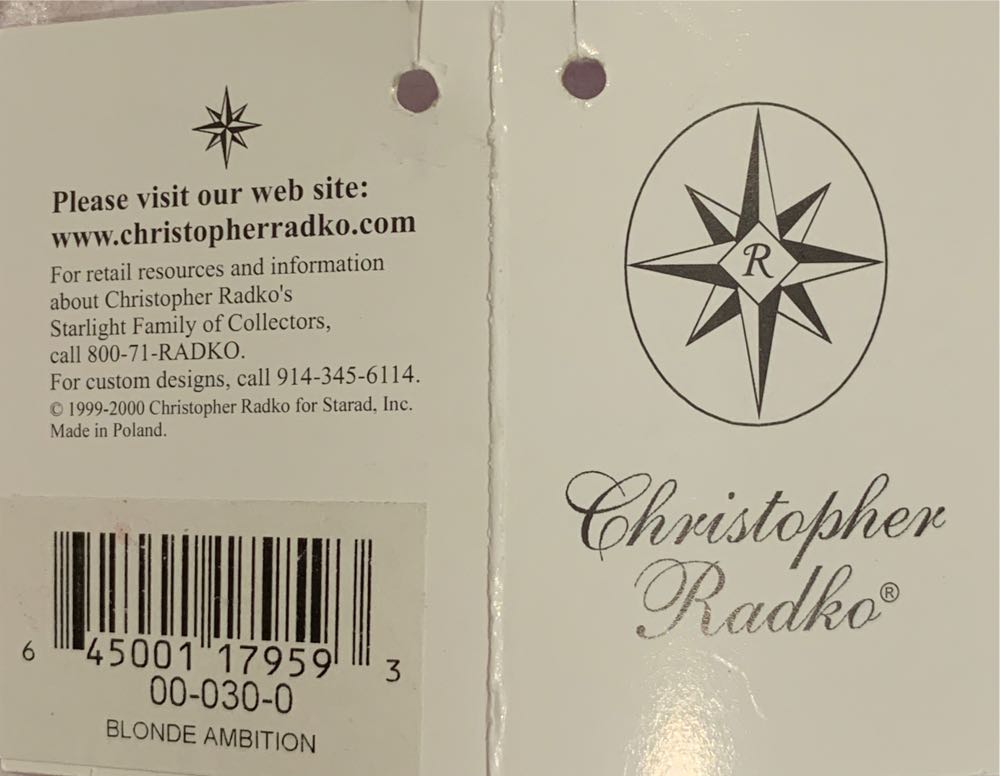 Please visit our web site:
www.christopherradko.com
For retail resources and information
about Christopher Radko's
Starlight Family of Collectors,
call 800-71-RADKO.
For custom designs, call 914-345-6114.
© 1999-2000 Christopher Radko for Starad, Inc.
Made in Poland.
6 45001 17959 3
00-030-0
BLONDE AMBITION
R
Christopher
Radko®